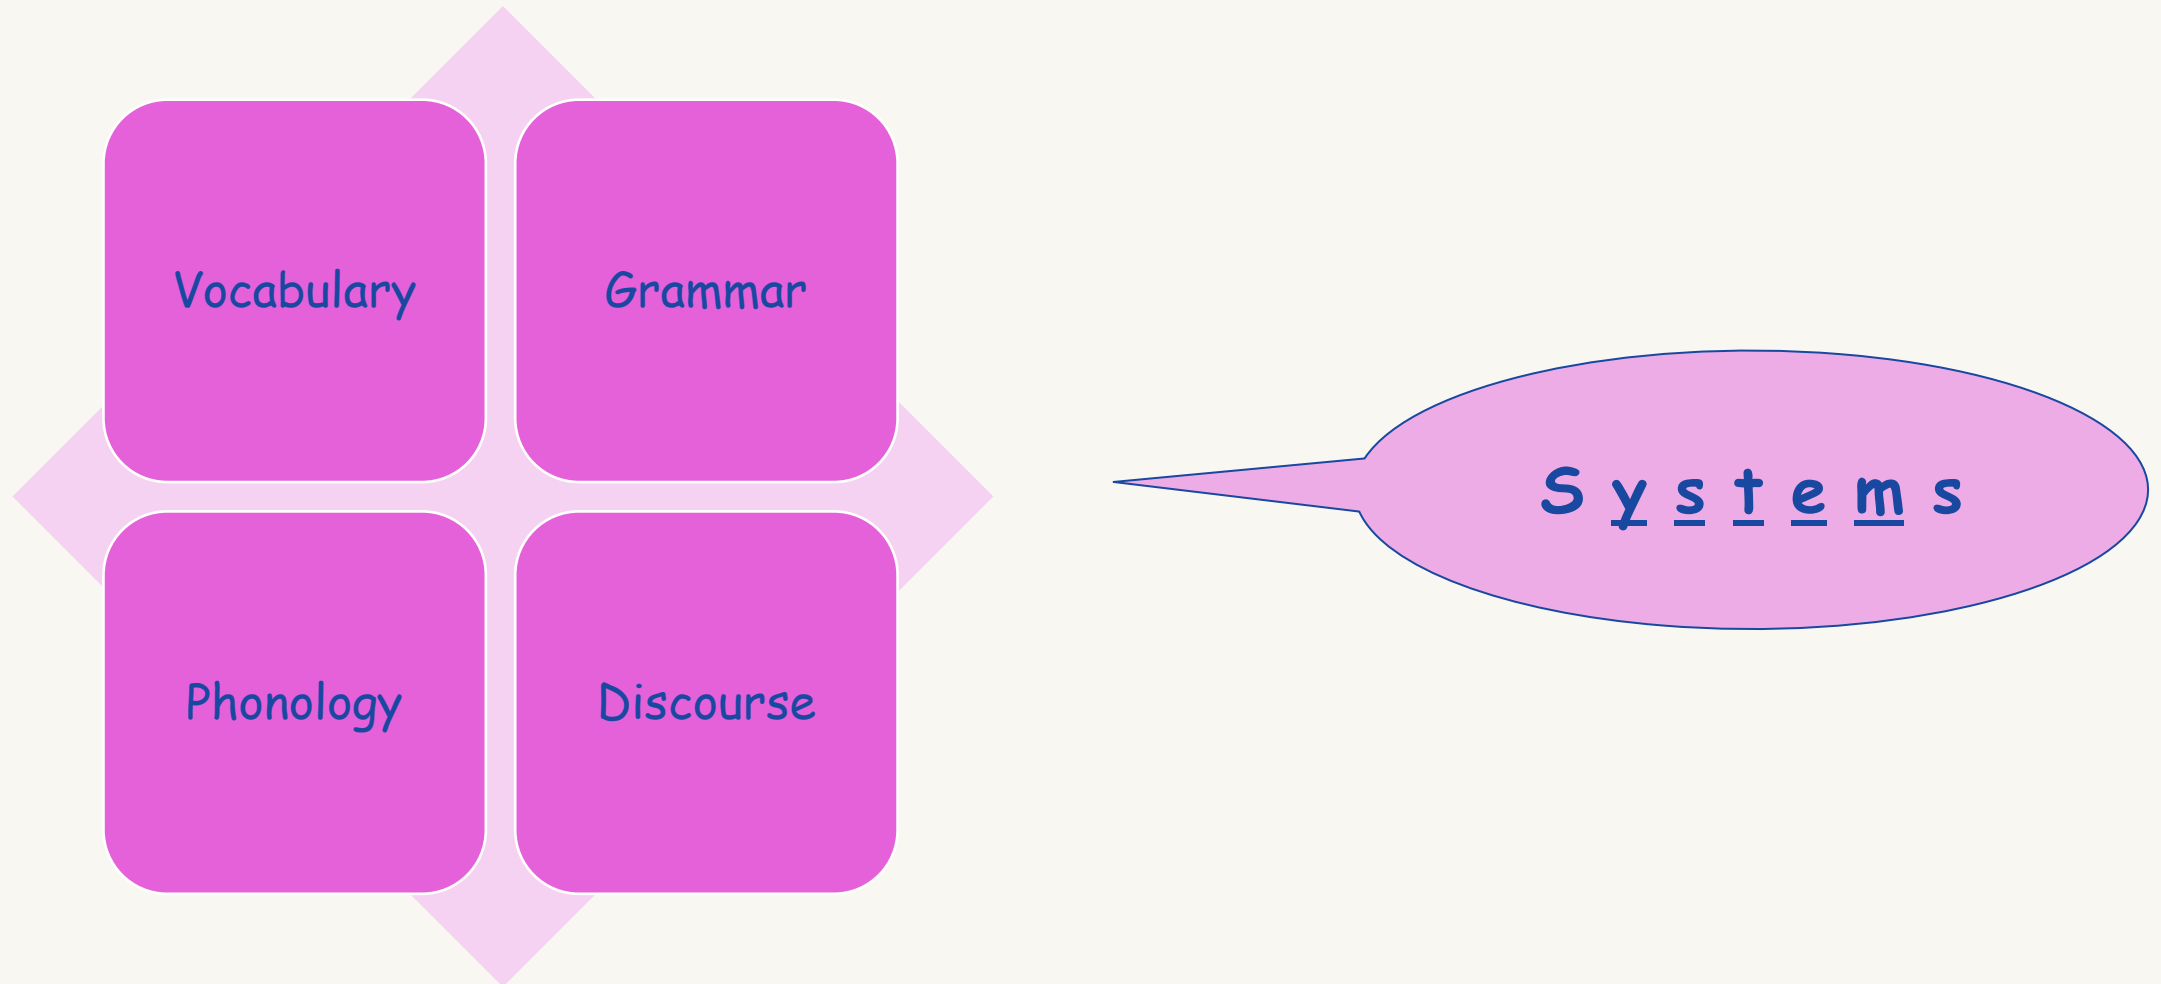 Vocabulary
Grammar
Phonology
Discourse
S y s t e m s